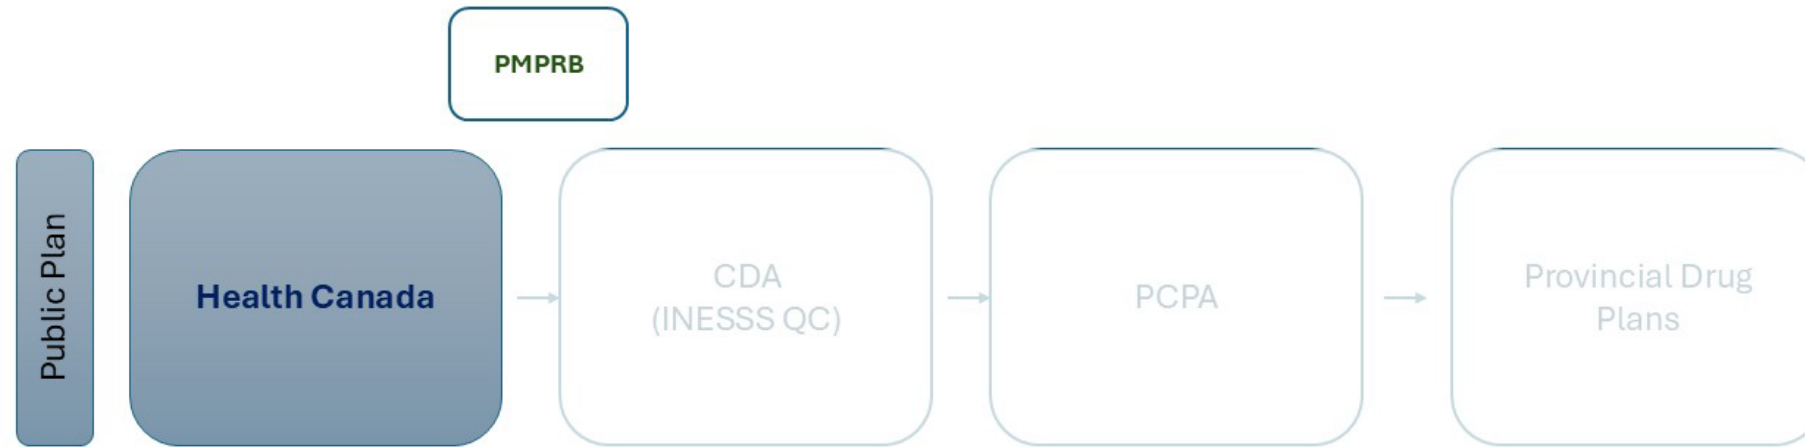 PMPRB
Public Plan
Health Canada
CDA
(INESSS QC)
PCPA
Provincial Drug
Plans